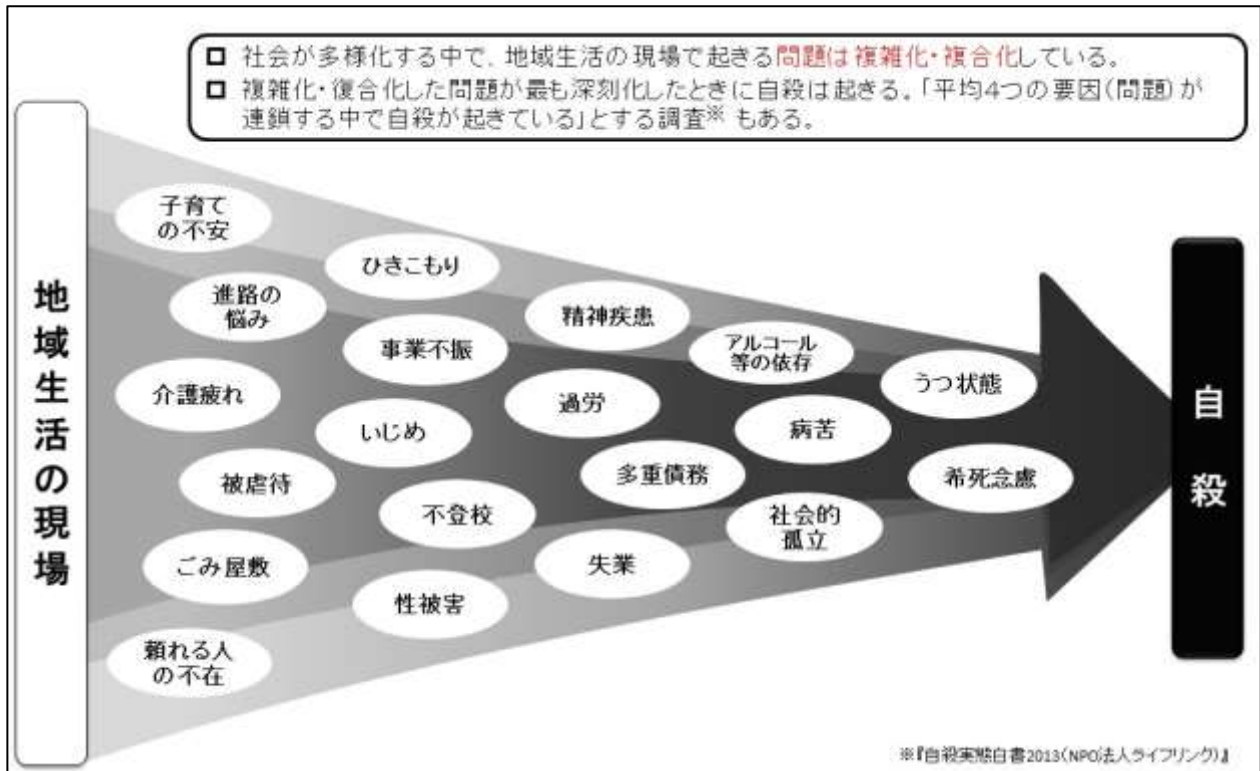 □ 社会が多様化する中で、地域生活の現場で起きる問題は複雑化・複合化している。
□ 複雑化・復合化した問題が最も深刻化したときに自殺は起きる。「平均4つの要因(問題)が
連鎖する中で自殺が起きている」とする調査※ もある。
地域生活の現場
子育て
の不安
ひきこもり
進路の
悩み
精神疾患
事業不振
アルコール
等の依存
うつ状態
介護疲れ
過労
いじめ
病苦
被虐待
多重債務
希死念慮
不登校
社会的
孤立
ごみ屋敷
失業
性被害
頼れる人
の不在
自殺
※『自殺実態白書2013(NPO法人ライフリンク)』